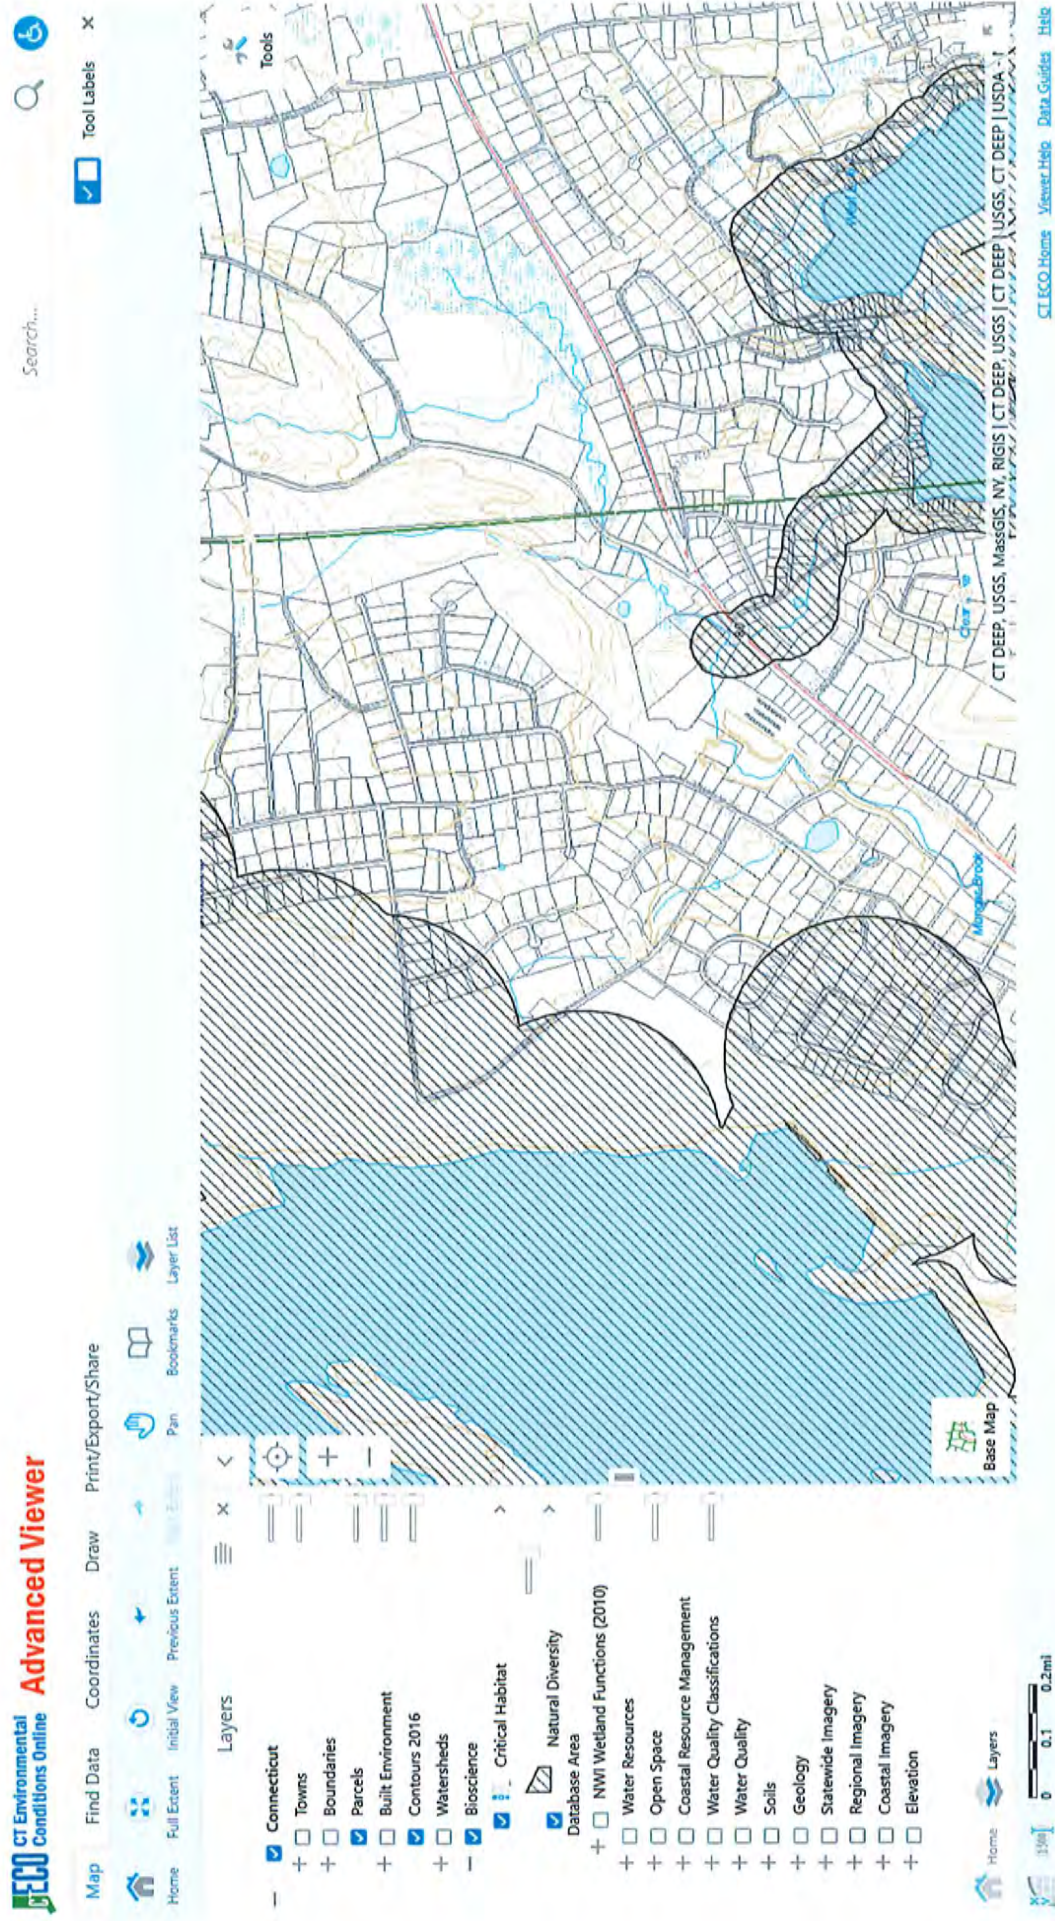 CT ECO CT Environmental Conditions Online Advanced Viewer
Search...
Map Find Data Coordinates Draw Print/Export/Share
Tool Labels ×
Home Full Extent Initial View Previous Extent Pan Bookmarks Layer List
Layers
Tools
Connecticut
Towns
Boundaries
Parcels
Built Environment
Contours 2016
Watersheds
Bioscience
Critical Habitat
Natural Diversity
Database Area
NWI Wetland Functions (2010)
Water Resources
Open Space
Coastal Resource Management
Water Quality Classifications
Water Quality
Soils
Geology
Statewide Imagery
Regional Imagery
Coastal Imagery
Elevation
80
Munger Brook
Base Map
CT DEEP, USGS, MassGIS, NY, RIGIS | CT DEEP, USGS | CT DEEP | USGS, CT DEEP | USDA - N
Home Layers
0 0.1 0.2mi
CT ECO Home Viewer Help Data Guides Help